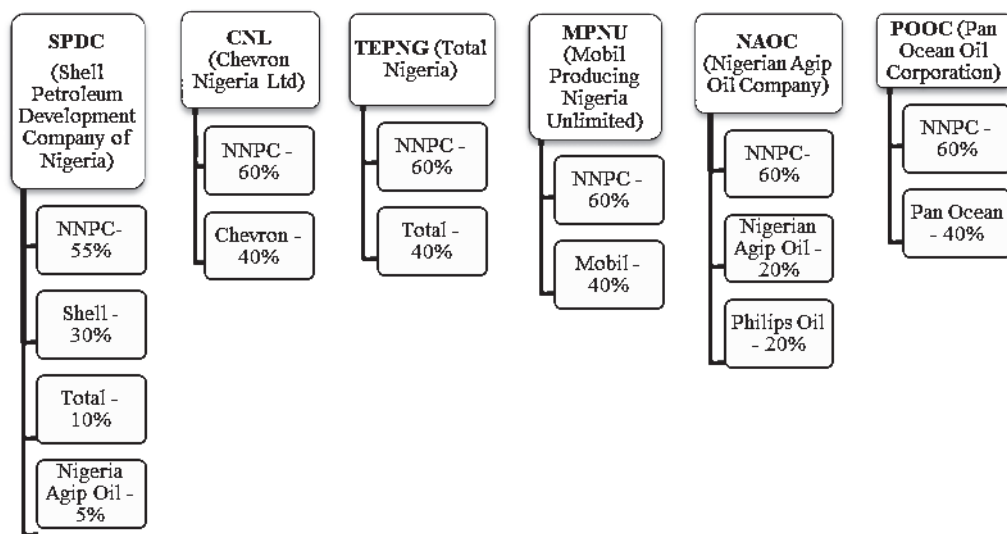 SPDC
(Shell
Petroleum
Development
Company of
Nigeria)
NNPC-
55%
Shell -
30%
Total -
10%
Nigeria
Agip Oil -
5%
CNL
(Chevron
Nigeria Ltd)
NNPC -
60%
Chevron -
40%
TEPNG (Total
Nigeria)
NNPC -
60%
Total -
40%
MPNU
(Mobil
Producing
Nigeria
Unlimited)
NNPC -
60%
Mobil -
40%
NAOC
(Nigerian Agip
Oil Company)
NNPC-
60%
Nigerian
Agip Oil -
20%
Philips Oil
- 20%
POOC (Pan
Ocean Oil
Corporation)
NNPC -
60%
Pan Ocean
- 40%